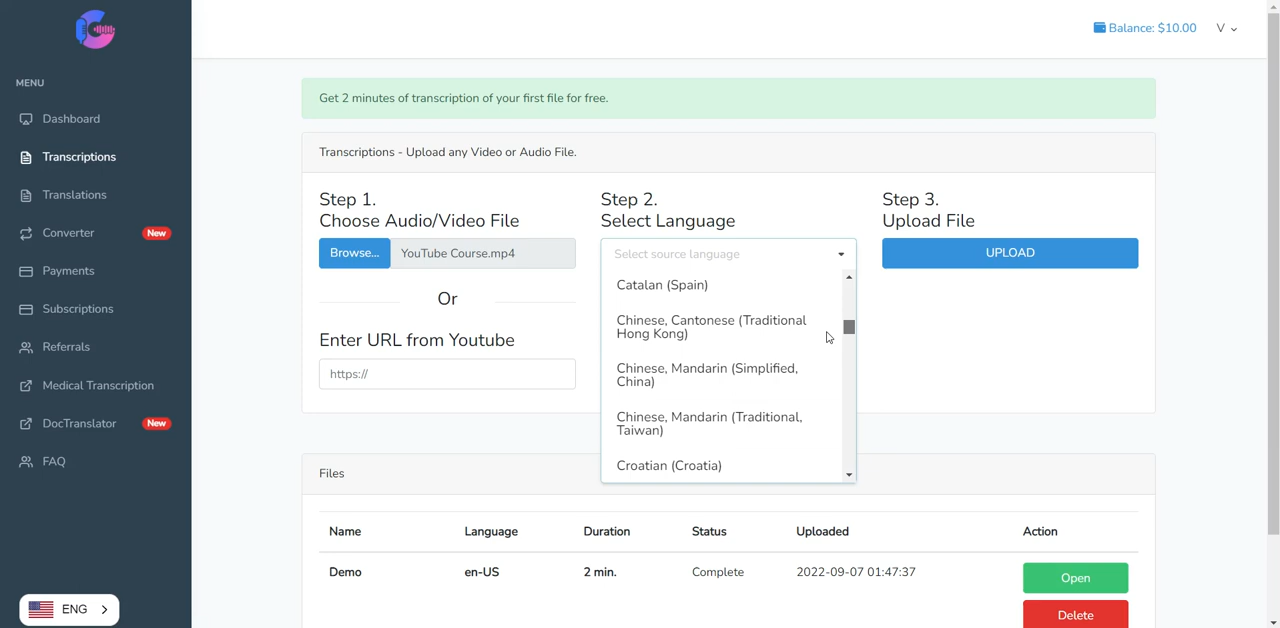 Balance: $10.00
V
MENU
Dashboard
Transcriptions
Translations
Converter
New
Payments
Subscriptions
Referrals
Medical Transcription
DocTranslator
New
FAQ
ENG
Get 2 minutes of transcription of your first file for free.
Transcriptions - Upload any Video or Audio File.
Step 1.
Choose Audio/Video File
Browse...
YouTube Course.mp4
Or
Enter URL from Youtube
https://
Step 2.
Select Language
Select source language
Catalan (Spain)
Chinese, Cantonese (Traditional
Hong Kong)
Chinese, Mandarin (Simplified,
China)
Chinese, Mandarin (Traditional,
Taiwan)
Croatian (Croatia)
Step 3.
Upload File
UPLOAD
Files
Name Language Duration Status Uploaded Action
Demo en-US 2 min. Complete 2022-09-07 01:47:37
Open
Delete